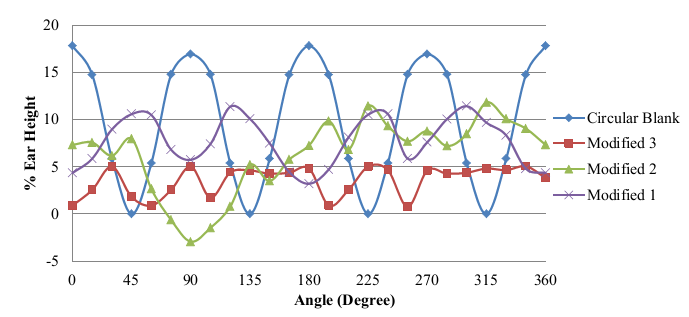 20
15
10
5
0
-5
% Ear Height
0 45 90 135 180 225 270 315 360
Angle (Degree)
Circular Blank
Modified 3
Modified 2
Modified 1